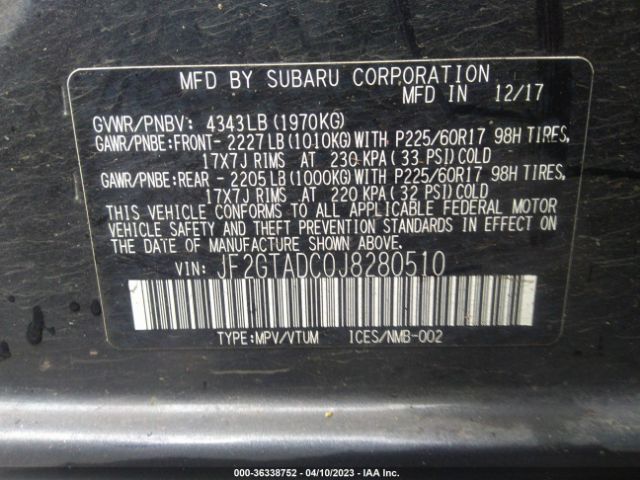 MFD BY SUBARU CORPORATION
MFD IN 12/17
GVWR/PNBV: 4343LB (1970KG)
GAWR/PNBE:FRONT- 2227LB (1010KG) WITH P225/60R17 98H TIRES,
17X7J RIMS AT 230 KPA (33 PSI) COLD
GAWR/PNBE:REAR - 2205LB (1000KG) WITH P225/60R17 98H TIRES,
17X7J RIMS AT 220 KPA (32 PSI) COLD
THIS VEHICLE CONFORMS TO ALL APPLICABLE FEDERAL MOTOR
VEHICLE SAFETY AND THEFT PREVENTION STANDARDS IN EFFECT ON
THE DATE OF MANUFACTURE SHOWN ABOVE.
VIN: JF2GTADC0J8280510
TYPE:MPV/VTUM ICES/NMB-002
000-36338752 - 04/10/2023 - IAA Inc.